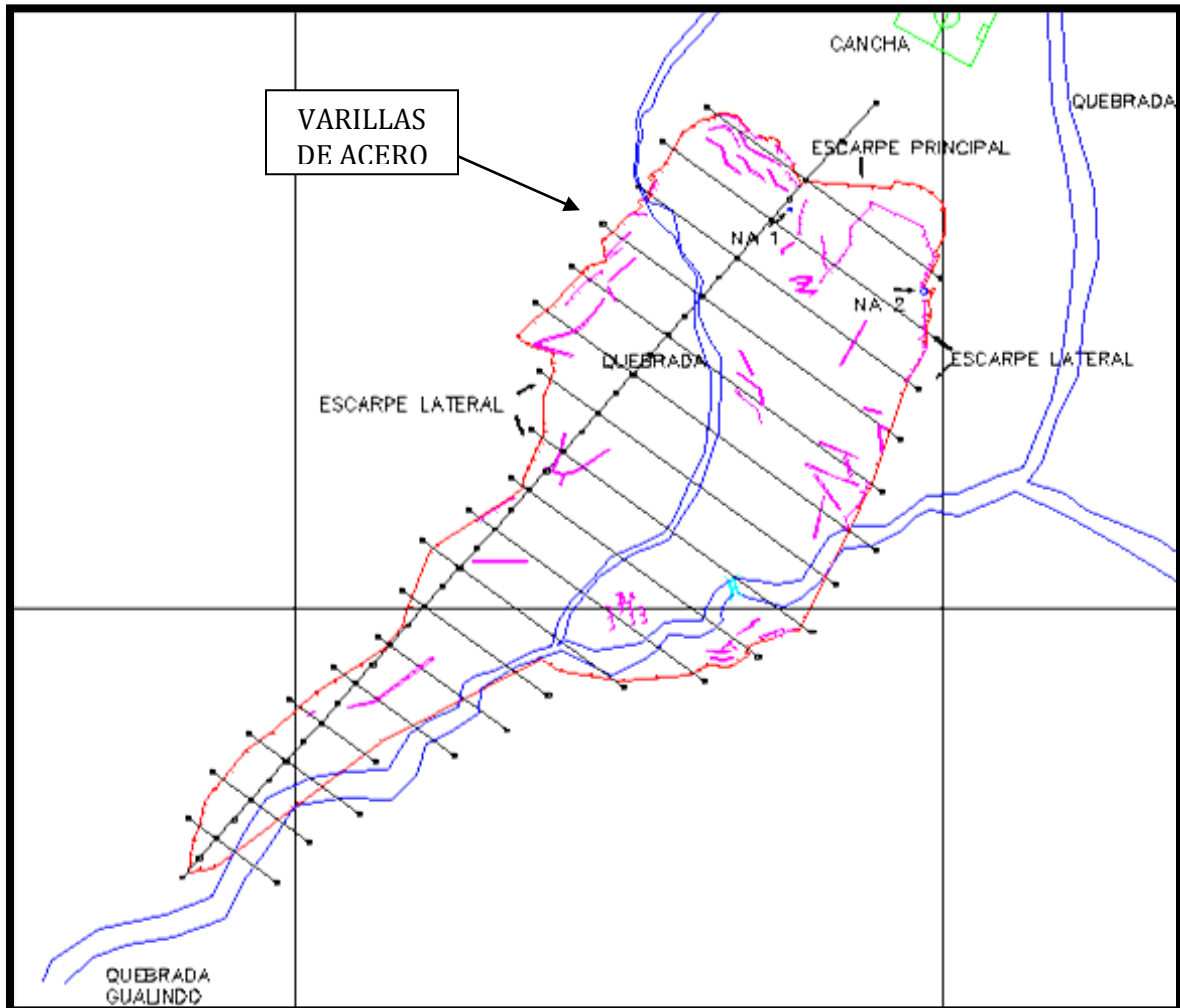 CANCHA
QUEBRADA
VARILLAS
DE ACERO
ESCARPE PRINCIPAL
NA 1
NA 2
QUEBRADA
ESCARPE LATERAL
ESCARPE LATERAL
QUEBRADA
GUALINDO